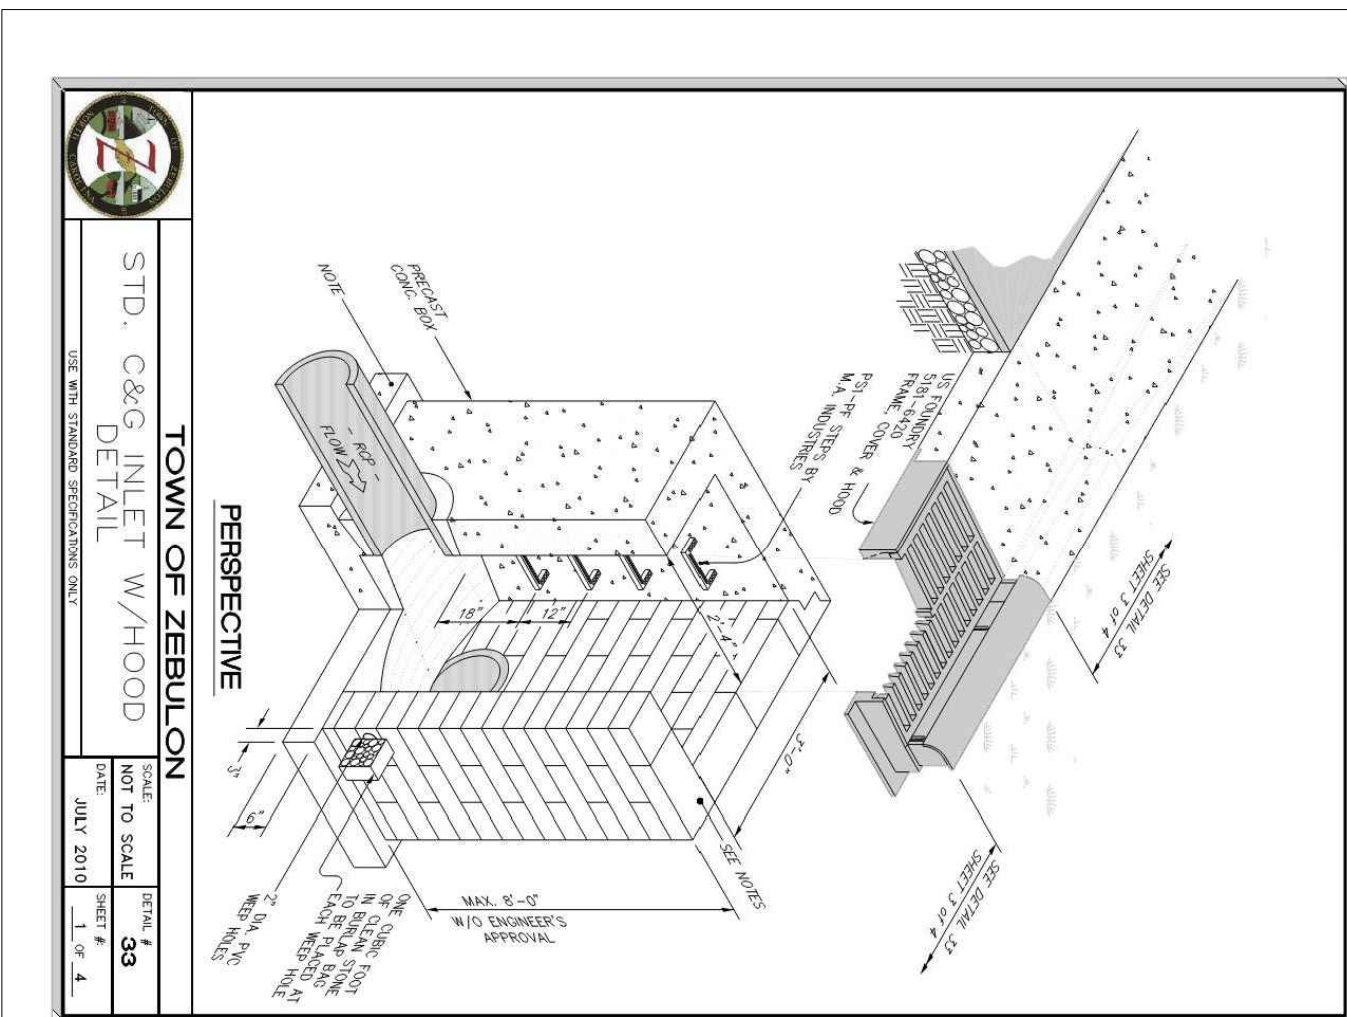 SEE DETAIL 33
SHEET 3 of 4
SEE DETAIL 33
SHEET 3 of 4
US FOUNDRY
5181-6420
FRAME, COVER & HOOD
PS1-PF STEPS BY
M.A. INDUSTRIES
PRECAST
CONC. BOX
NOTE
- RCP -
FLOW
18"
12"
2'-4"
3'-0"
SEE NOTES
MAX. 8'-0"
W/O ENGINEER'S
APPROVAL
3"
6"
ONE CUBIC FOOT
OF CLEAN STONE
IN BURLAP BAG
TO BE PLACED
EACH WEEP HOLE AT
2" DIA. PVC
WEEP HOLES
PERSPECTIVE
TOWN OF ZEBULON
STD. C&G INLET W/HOOD
DETAIL
USE WITH STANDARD SPECIFICATIONS ONLY
SCALE:
NOT TO SCALE
DATE:
JULY 2010
DETAIL #
33
SHEET #:
1 OF 4
Z